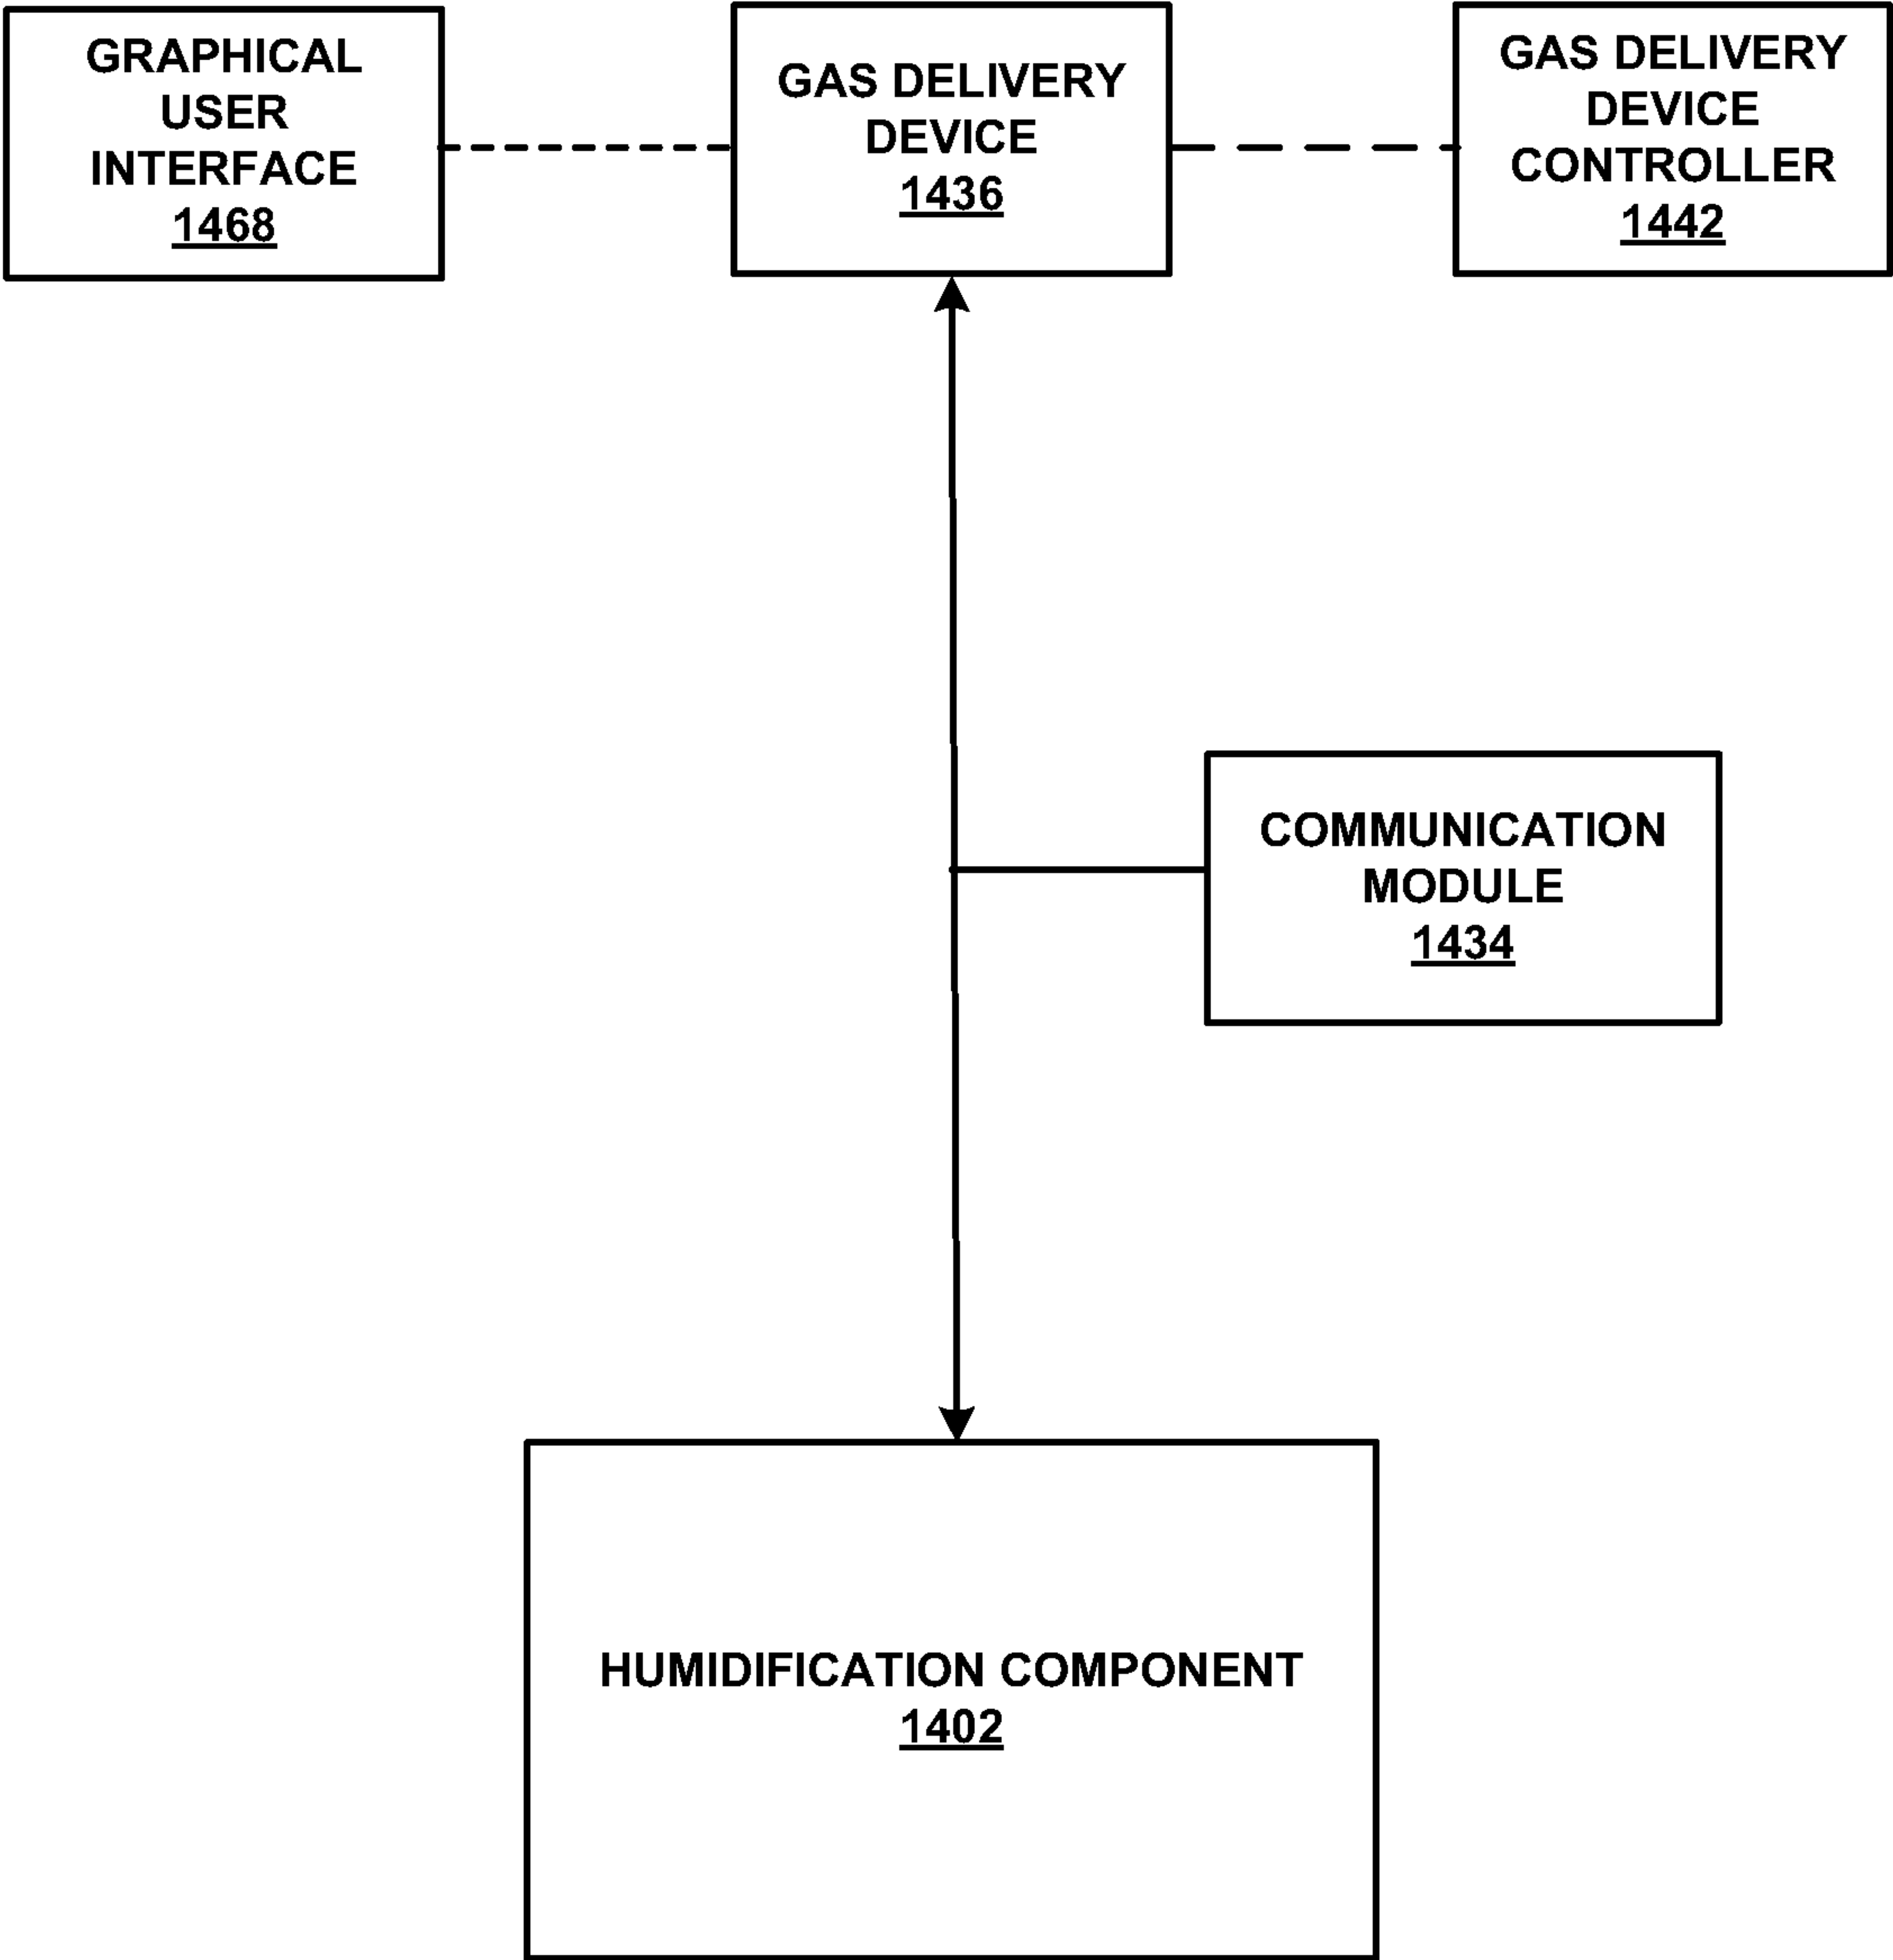 GRAPHICAL
USER
INTERFACE
1468
GAS DELIVERY
DEVICE
1436
GAS DELIVERY
DEVICE
CONTROLLER
1442
COMMUNICATION
MODULE
1434
HUMIDIFICATION COMPONENT
1402